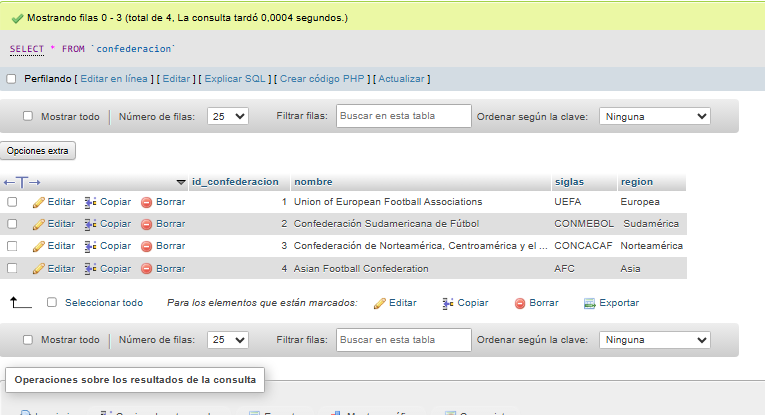 Mostrando filas 0 - 3 (total de 4, La consulta tardó 0,0004 segundos.)
SELECT * FROM `confederacion`
Perfilando [ Editar en línea ] [ Editar ] [ Explicar SQL ] [ Crear código PHP ] [ Actualizar ]
Mostrar todo | Número de filas: 25 Filtrar filas: Buscar en esta tabla Ordenar según la clave: Ninguna
Opciones extra
←T→ id_confederacion nombre siglas region
Editar Copiar Borrar 1 Union of European Football Associations UEFA Europea
Editar Copiar Borrar 2 Confederación Sudamericana de Fútbol CONMEBOL Sudamérica
Editar Copiar Borrar 3 Confederación de Norteamérica, Centroamérica y el ... CONCACAF Norteamérica
Editar Copiar Borrar 4 Asian Football Confederation AFC Asia
Seleccionar todo Para los elementos que están marcados: Editar Copiar Borrar Exportar
Mostrar todo | Número de filas: 25 Filtrar filas: Buscar en esta tabla Ordenar según la clave: Ninguna
Operaciones sobre los resultados de la consulta